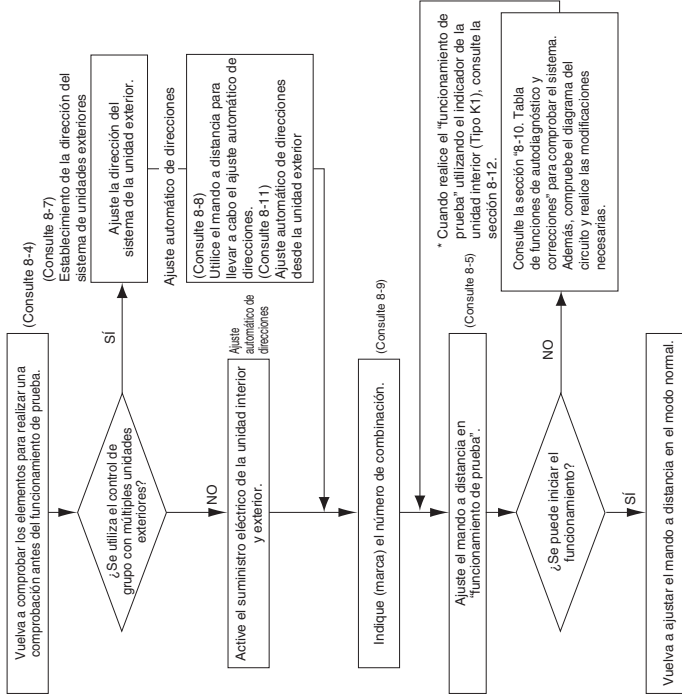 Vuelva a comprobar los elementos para realizar una
comprobación antes del funcionamiento de prueba.
(Consulte 8-4)
¿Se utiliza el control de
grupo con múltiples unidades
exteriores?
SÍ
(Consulte 8-7)
Establecimiento de la dirección del
sistema de unidades exteriores
Ajuste la dirección del
sistema de la unidad exterior.
Ajuste automático de direcciones
(Consulte 8-8)
Utilice el mando a distancia para
llevar a cabo el ajuste automático de
direcciones.
(Consulte 8-11)
Ajuste automático de direcciones
desde la unidad exterior
NO
Active el suministro eléctrico de la unidad interior
y exterior.
Ajuste
automático de
direcciones
Indique (marca) el número de combinación.
(Consulte 8-9)
Ajuste el mando a distancia en
“funcionamiento de prueba”.
(Consulte 8-5)
* Cuando realice el “funcionamiento de
prueba” utilizando el indicador de la
unidad interior (Tipo K1), consulte la
sección 8-12.
¿Se puede iniciar el
funcionamiento?
NO
Consulte la sección “8-10. Tabla
de funciones de autodiagnóstico y
correcciones” para comprobar el sistema.
Además, compruebe el diagrama del
circuito y realice las modificaciones
necesarias.
SÍ
Vuelva a ajustar el mando a distancia en el modo normal.